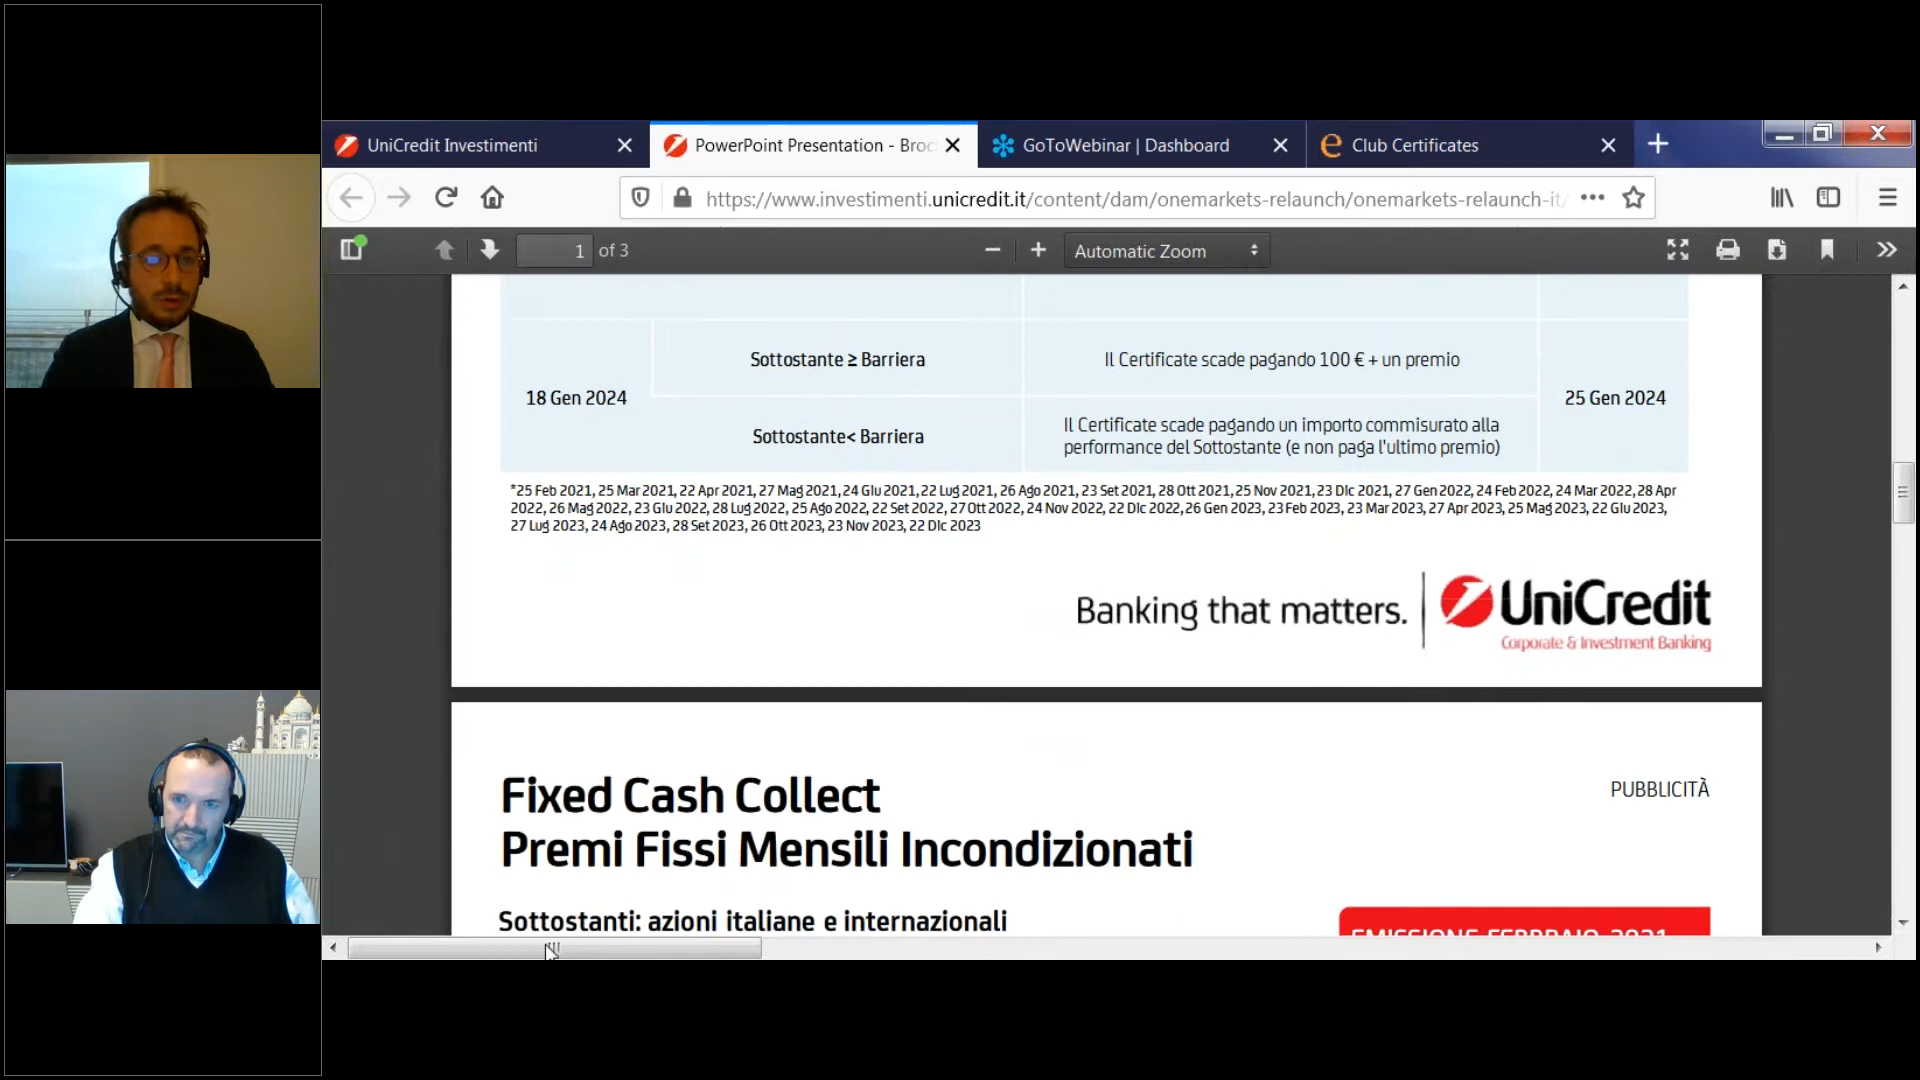 UniCredit Investimenti
PowerPoint Presentation - Broc
GoToWebinar | Dashboard
Club Certificates
https://www.investimenti.unicredit.it/content/dam/onemarkets-relaunch/onemarkets-relaunch-it/
1 of 3
Automatic Zoom
Sottostante ≥ Barriera
Il Certificate scade pagando 100 € + un premio
18 Gen 2024
25 Gen 2024
Sottostante< Barriera
Il Certificate scade pagando un importo commisurato alla
performance del Sottostante (e non paga l'ultimo premio)
*25 Feb 2021, 25 Mar 2021, 22 Apr 2021, 27 Mag 2021, 24 Giu 2021, 22 Lug 2021, 26 Ago 2021, 23 Set 2021, 28 Ott 2021, 25 Nov 2021, 23 Dic 2021, 27 Gen 2022, 24 Feb 2022, 24 Mar 2022, 28 Apr
2022, 26 Mag 2022, 23 Giu 2022, 28 Lug 2022, 25 Ago 2022, 22 Set 2022, 27 Ott 2022, 24 Nov 2022, 22 Dic 2022, 26 Gen 2023, 23 Feb 2023, 23 Mar 2023, 27 Apr 2023, 25 Mag 2023, 22 Giu 2023,
27 Lug 2023, 24 Ago 2023, 28 Set 2023, 26 Ott 2023, 23 Nov 2023, 22 Dic 2023
Banking that matters.
UniCredit
Corporate & Investment Banking
Fixed Cash Collect
PUBBLICITÀ
Premi Fissi Mensili Incondizionati
Sottostanti: azioni italiane e internazionali
EMISSIONE FEBBRAIO 2021